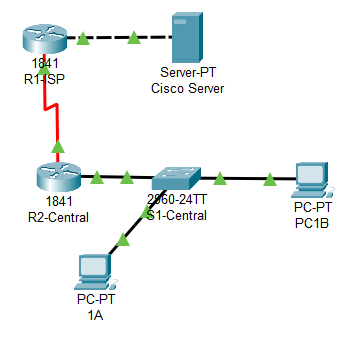 1841
R1-ISP
Server-PT
Cisco Server
1841
R2-Central
2960-24TT
S1-Central
PC-PT
PC1B
PC-PT
1A